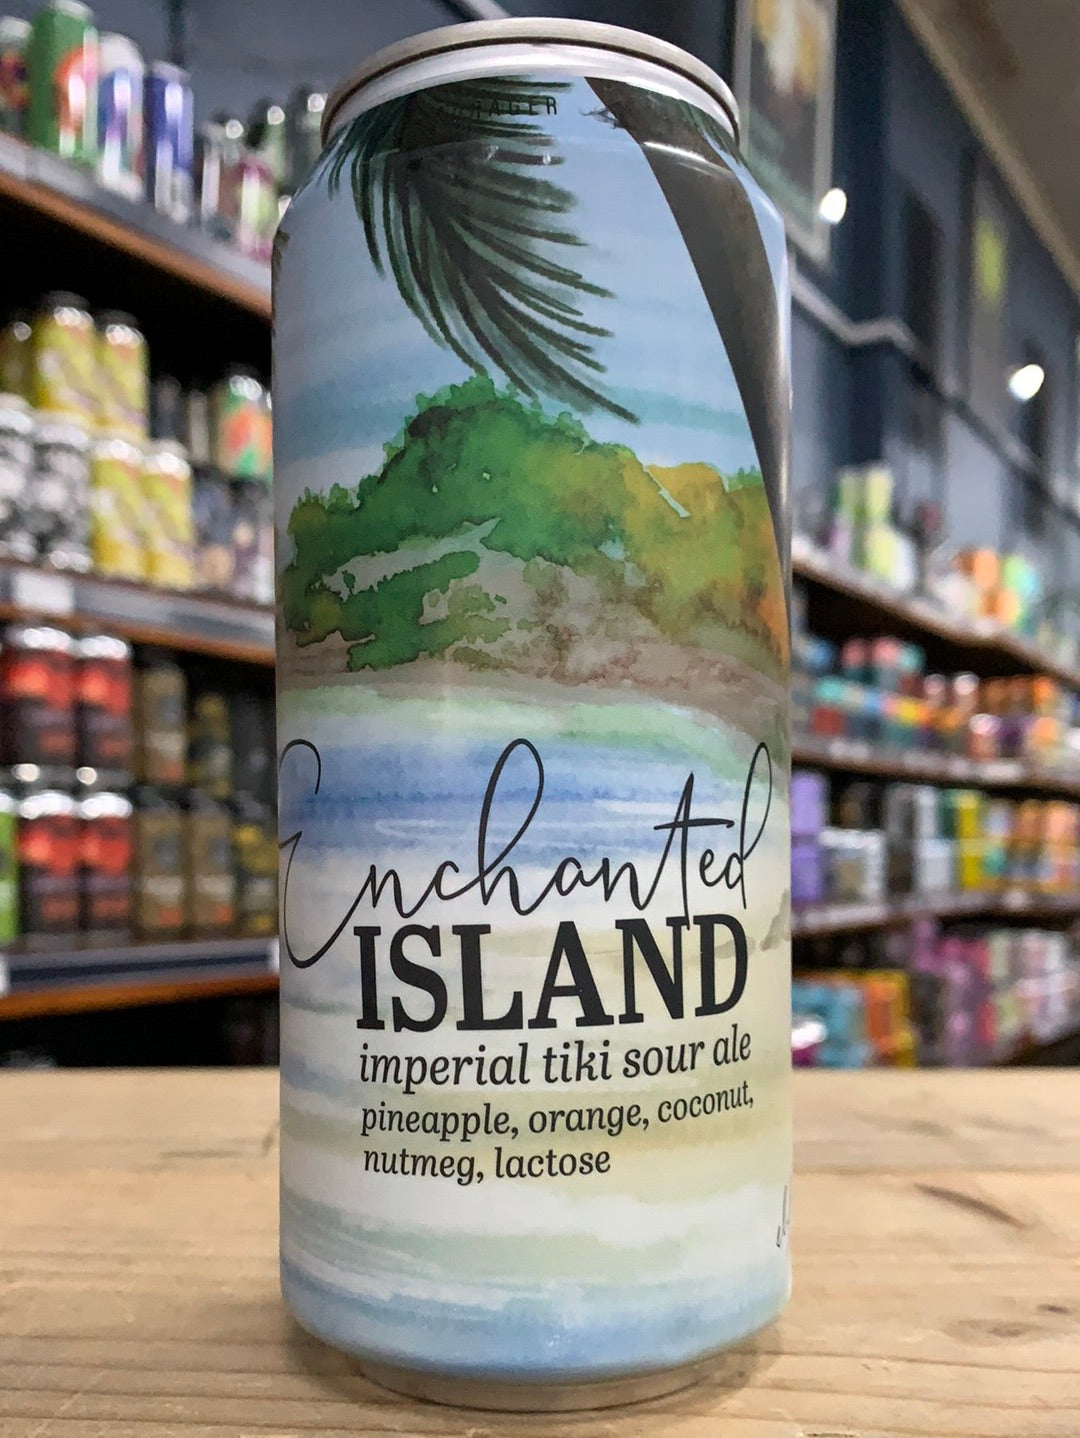 Enchanted
ISLAND
imperial tiki sour ale
pineapple, orange, coconut,
nutmeg, lactose